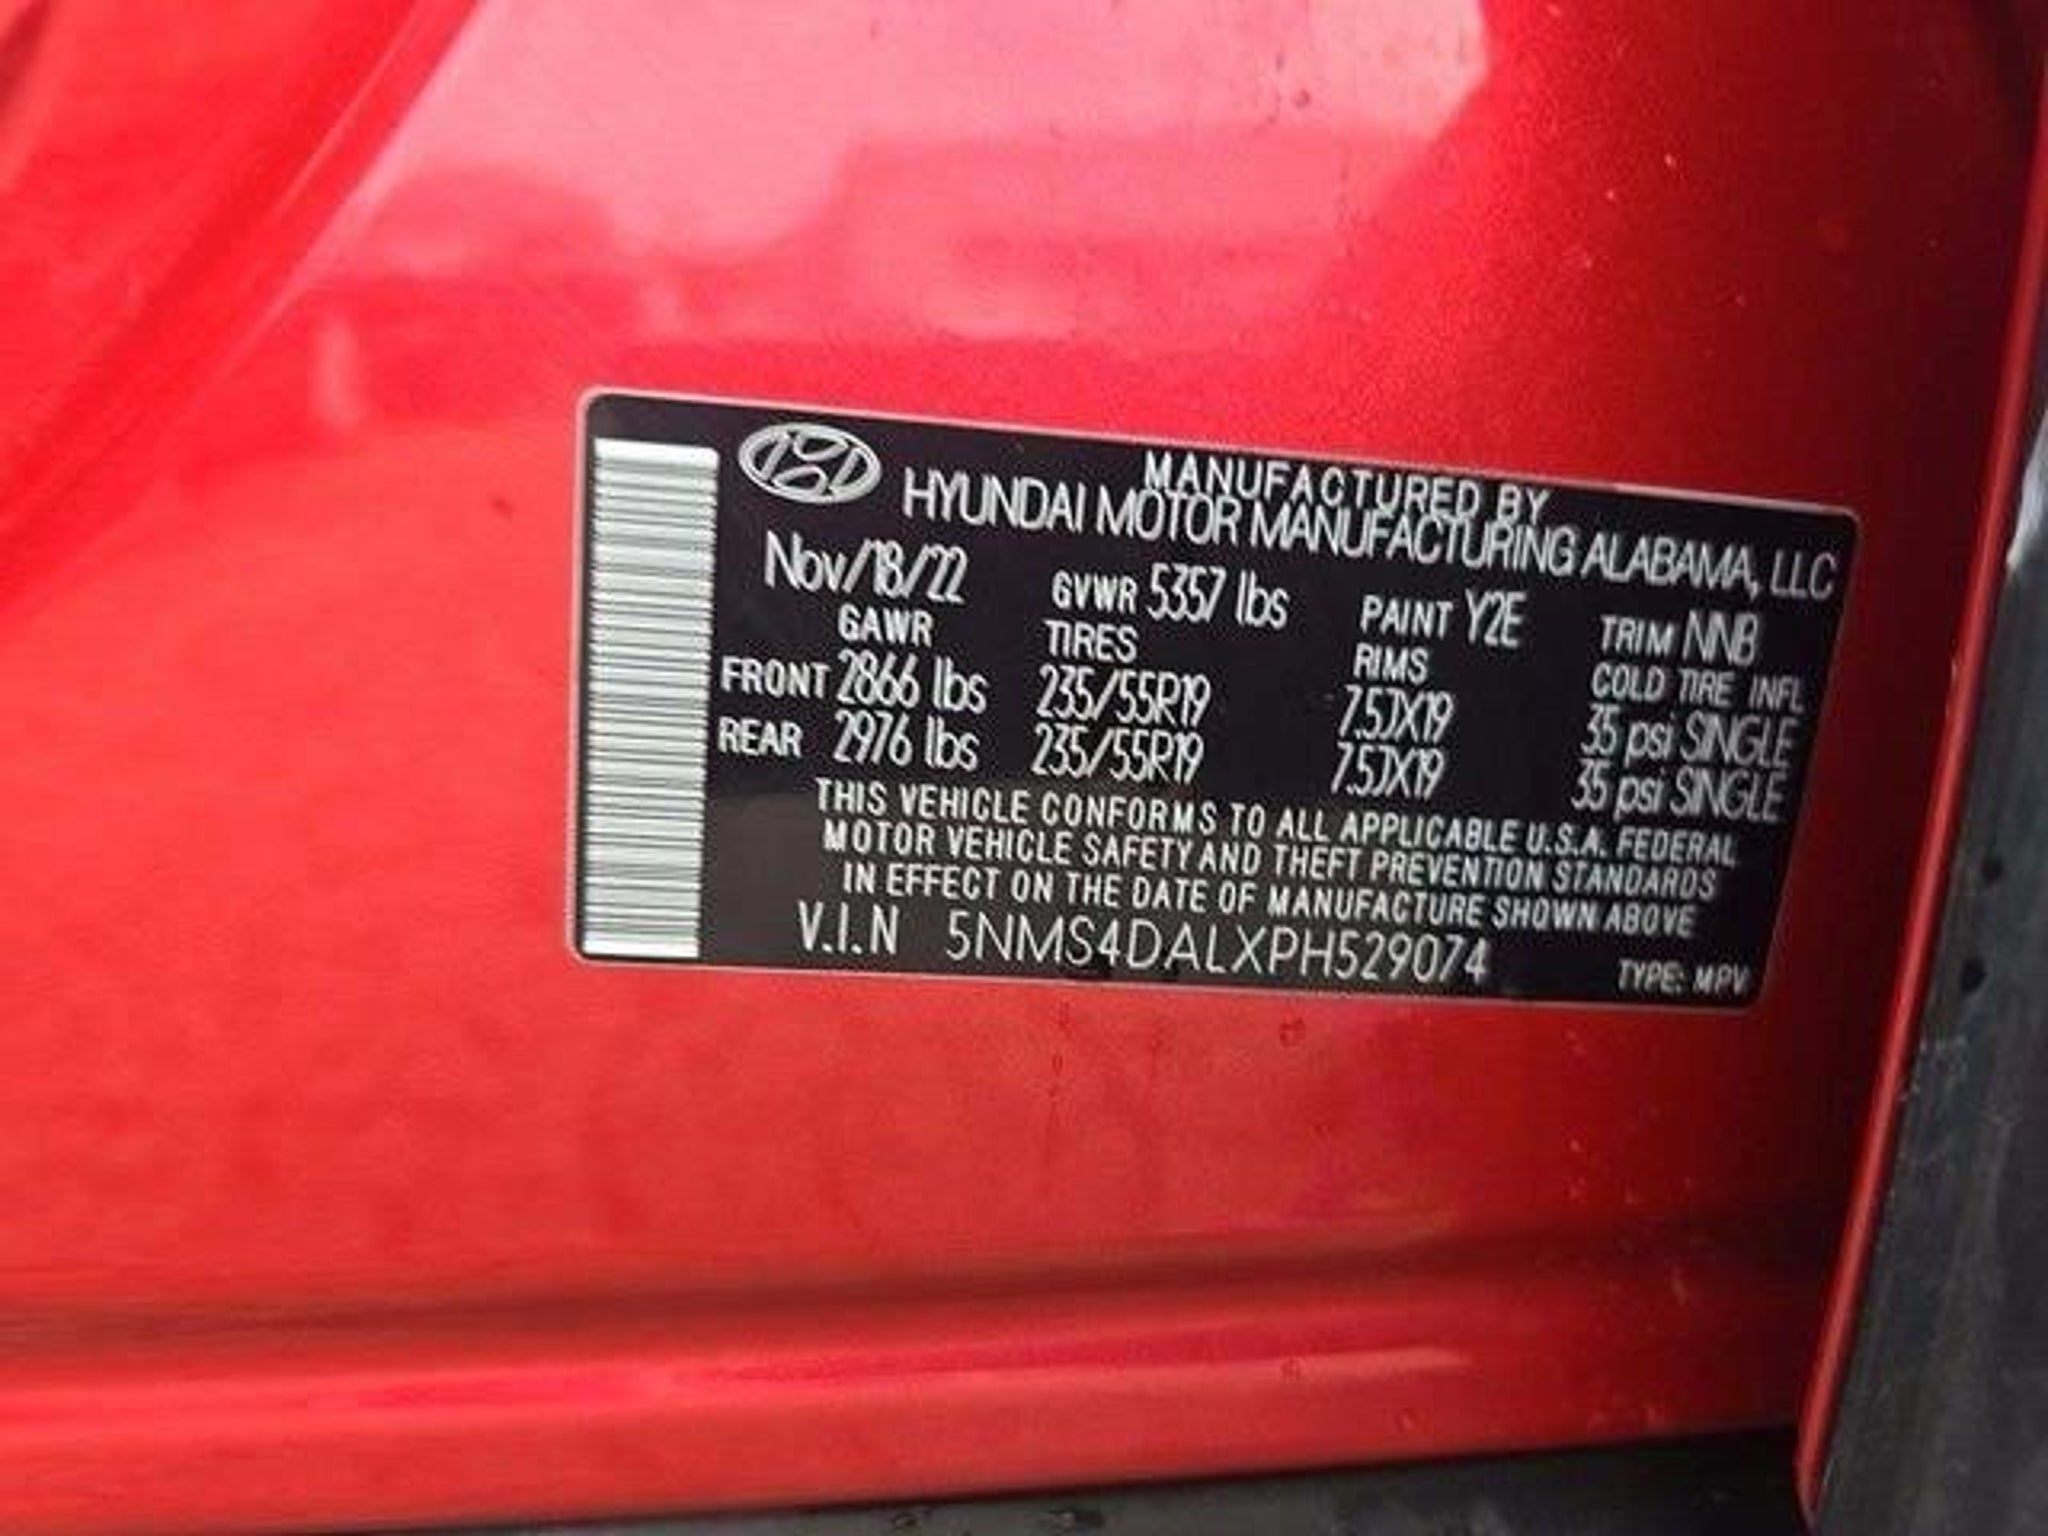 MANUFACTURED BY
HYUNDAI MOTOR MANUFACTURING ALABAMA, LLC
Nov/18/22 GVWR 5357 lbs PAINT Y2E TRIM NNB
GAWR TIRES RIMS COLD TIRE INFL
FRONT 2866 lbs 235/55R19 7.5JX19 35 psi SINGLE
REAR 2976 lbs 235/55R19 7.5JX19 35 psi SINGLE
THIS VEHICLE CONFORMS TO ALL APPLICABLE U.S.A. FEDERAL
MOTOR VEHICLE SAFETY AND THEFT PREVENTION STANDARDS
IN EFFECT ON THE DATE OF MANUFACTURE SHOWN ABOVE
V.I.N 5NMS4DALXPH529074 TYPE: MPV